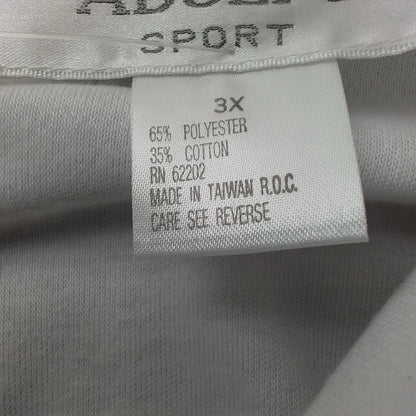 SPORT
3X
65% POLYESTER
35% COTTON
RN 62202
MADE IN TAIWAN R.O.C.
CARE SEE REVERSE